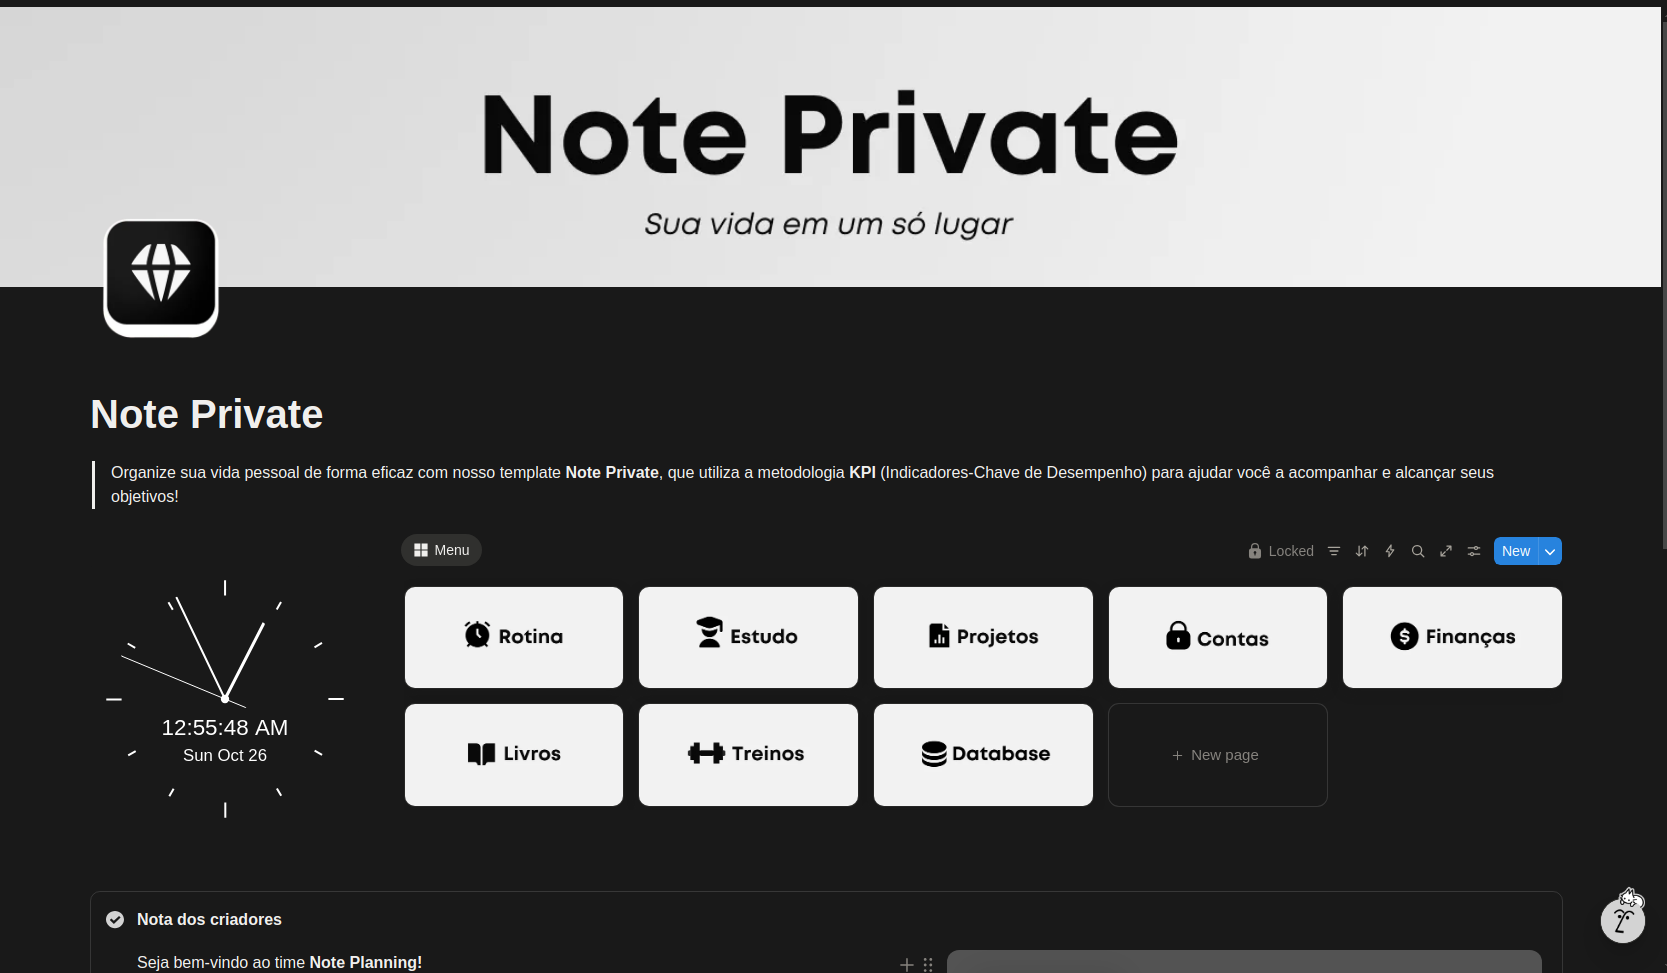 Note Private
Sua vida em um só lugar
Note Private
Organize sua vida pessoal de forma eficaz com nosso template Note Private, que utiliza a metodologia KPI (Indicadores-Chave de Desempenho) para ajudar você a acompanhar e alcançar seus
objetivos!
Menu
Locked
New
Rotina
Estudo
Projetos
Contas
Finanças
12:55:48 AM
Sun Oct 26
Livros
Treinos
Database
+ New page
Nota dos criadores
Seja bem-vindo ao time Note Planning!